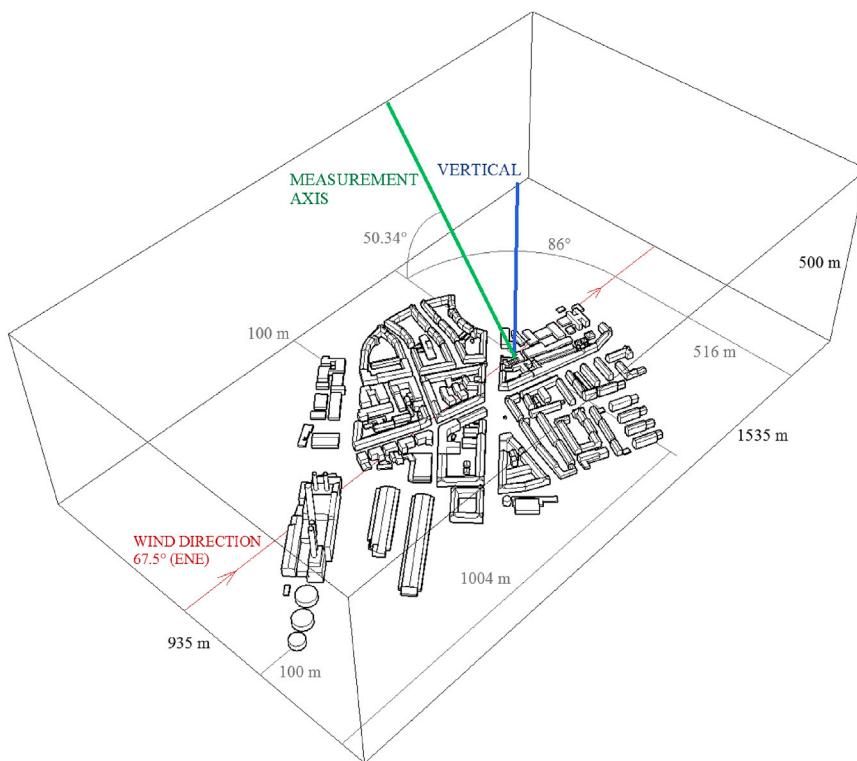 MEASUREMENT
AXIS
VERTICAL
50.34°
86°
500 m
100 m
516 m
1535 m
WIND DIRECTION
67.5° (ENE)
1004 m
935 m
100 m